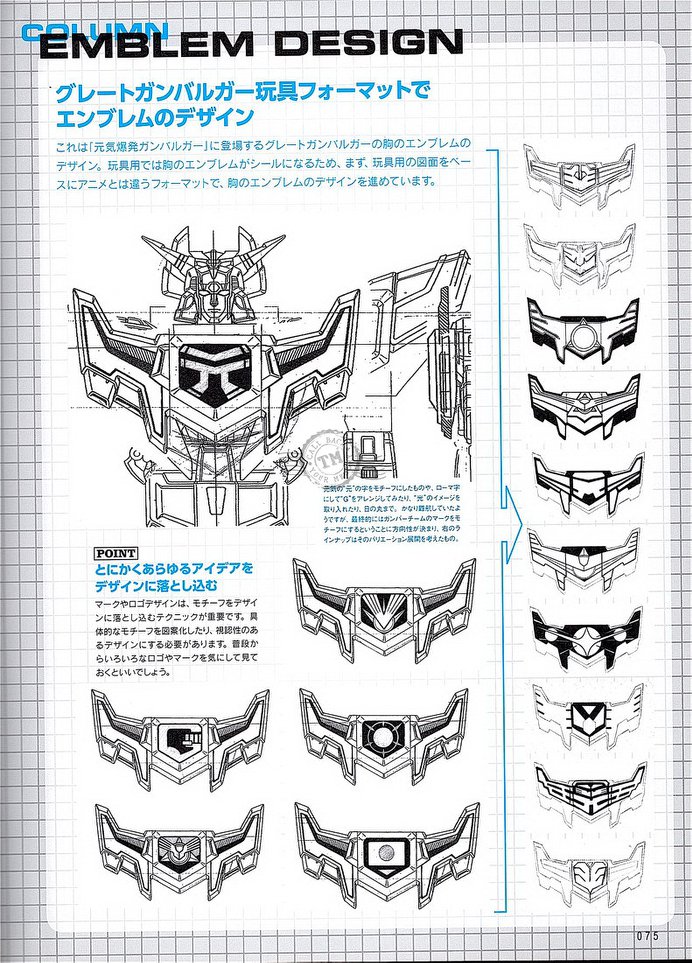 COLUMN
EMBLEM DESIGN
グレートガンバルガー玩具フォーマットで
エンブレムのデザイン
これは「元気爆発ガンバルガー」に登場するグレートガンバルガーの胸のエンブレムの
デザイン。玩具用では胸のエンブレムがシールになるため、まず、玩具用の図面をベー
スにアニメとは違うフォーマットで、胸のエンブレムのデザインを進めています。
元
TM
元気の"元"の字をモチーフにしたものや、ローマ字
にして"G"をアレンジしてみたり、"光"のイメージを
取り入れたり、日の丸まで。かなり路線していたよ
うですが、最終的にはガンバーチームのマークをモ
チーフにするということに方向性が決まり、右のラ
インナップはそのバリエーション展開を考えたもの。
POINT
とにかくあらゆるアイデアを
デザインに落とし込む
マークやロゴデザインは、モチーフをデザイ
ンに落とし込むテクニックが重要です。具
体的なモチーフを図案化したり、視認性のあ
るデザインにする必要があります。普段か
らいろいろなロゴやマークを気にして見て
おくといいでしょう。
075